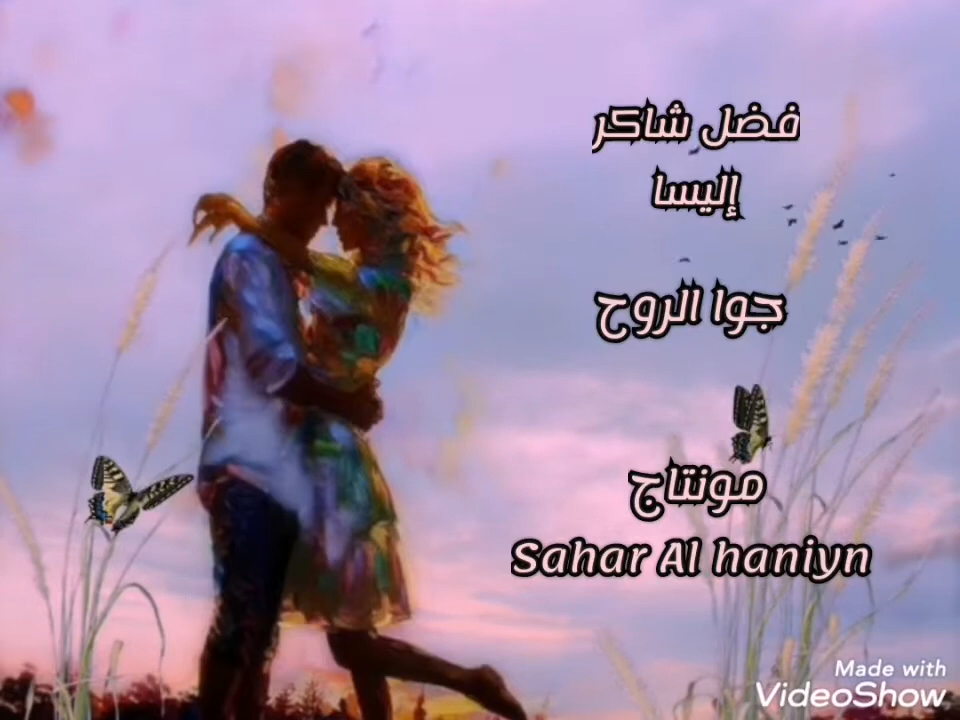 فضل شاكر
إليسا
جوا الروح
مونتاج
Sahar Al haniyn
Made with
VideoShow